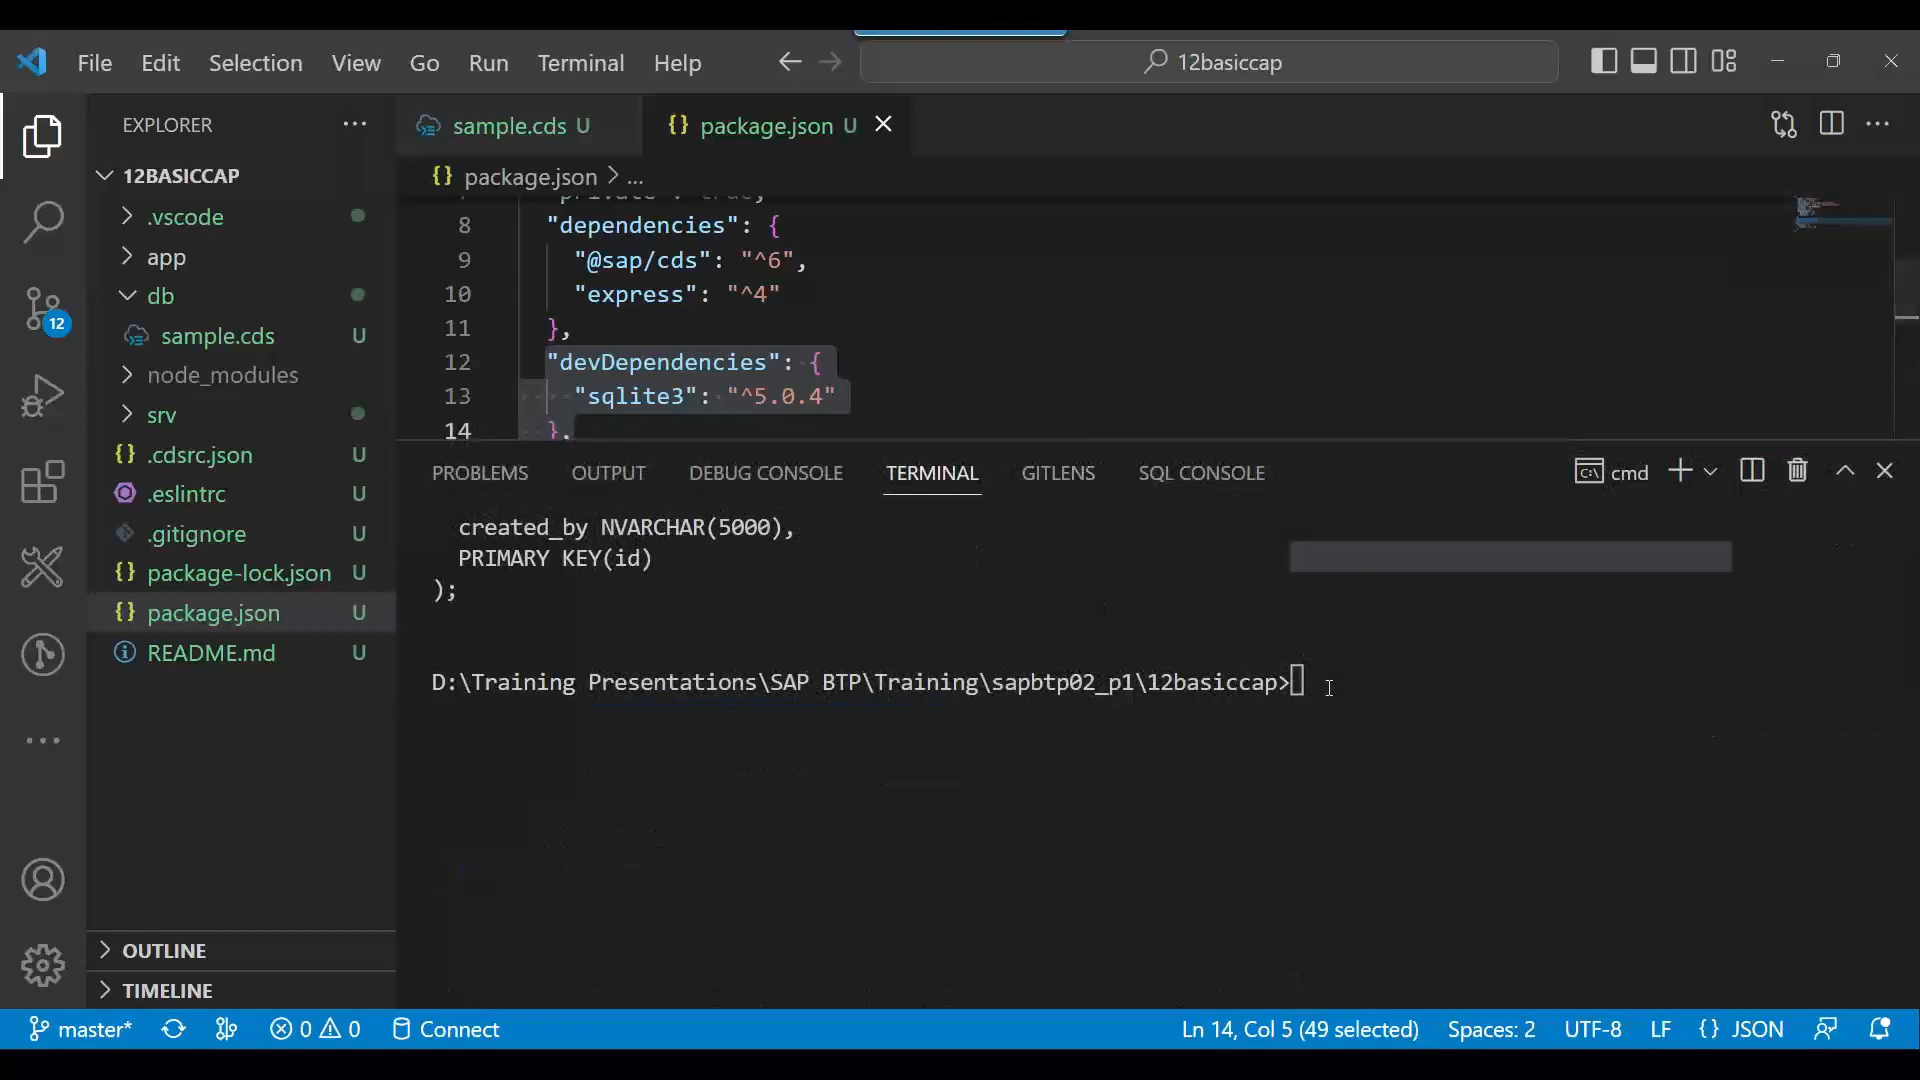 File Edit Selection View Go Run Terminal Help
12basiccap
EXPLORER
12BASICCAP
.vscode
app
db
sample.cds U
node_modules
srv
.cdsrc.json U
.eslintrc U
.gitignore U
package-lock.json U
package.json U
README.md U
OUTLINE
TIMELINE
12
sample.cds U
package.json U
package.json > ...
8 "dependencies": {
9 "@sap/cds": "^6",
10 "express": "^4"
11 },
12 "devDependencies": {
13 "sqlite3": "^5.0.4"
14 },
PROBLEMS OUTPUT DEBUG CONSOLE TERMINAL GITLENS SQL CONSOLE
cmd
created_by NVARCHAR(5000),
PRIMARY KEY(id)
);
D:\Training Presentations\SAP BTP\Training\sapbtp02_p1\12basiccap>
master* 0 0 Connect
Ln 14, Col 5 (49 selected) Spaces: 2 UTF-8 LF {} JSON